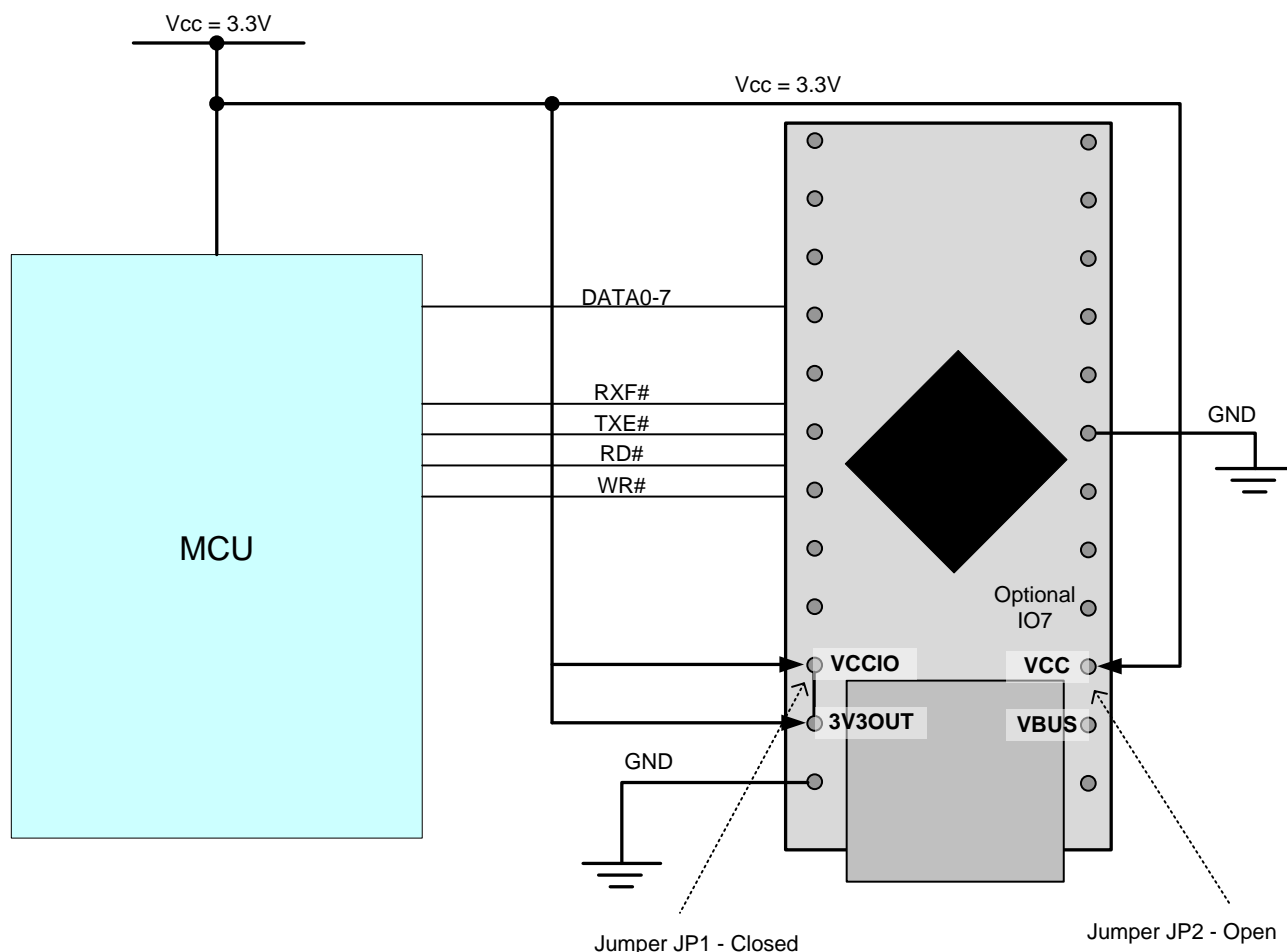 Vcc = 3.3V
Vcc = 3.3V
DATA0-7
RXF#
TXE#
RD#
WR#
MCU
GND
Optional
IO7
VCCIO
VCC
3V3OUT
VBUS
GND
Jumper JP1 - Closed
Jumper JP2 - Open